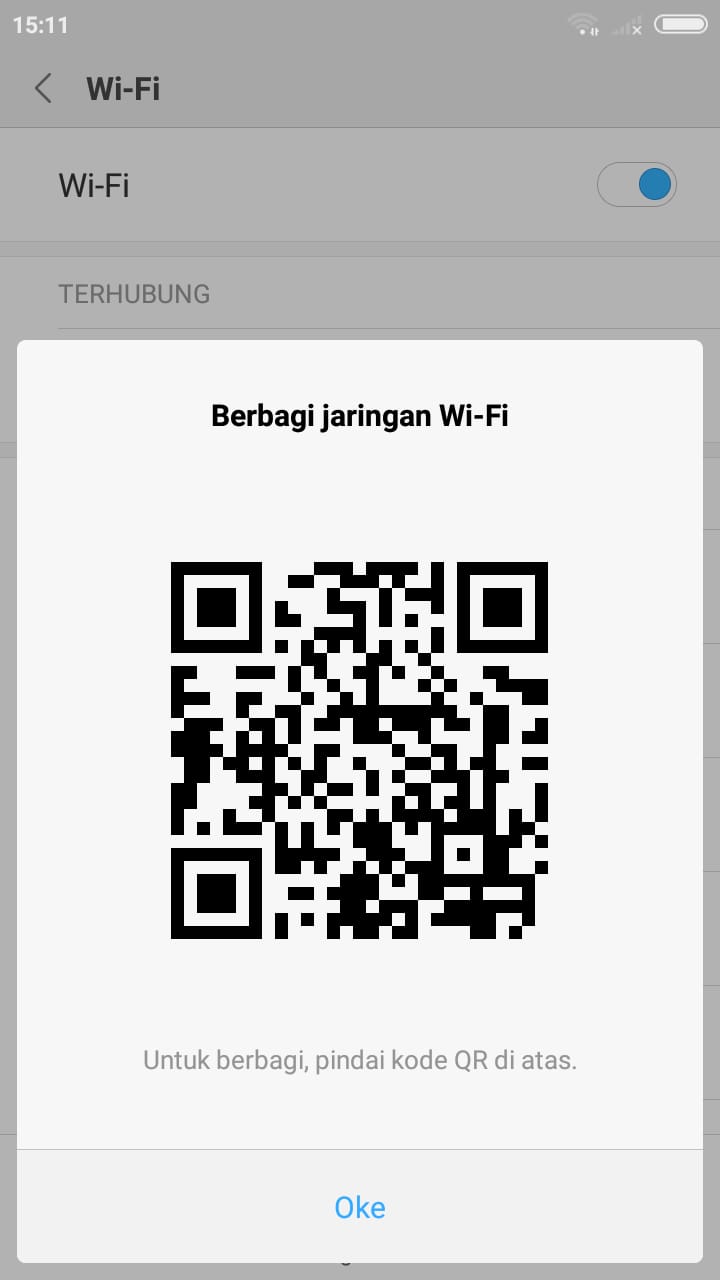 15:11
Wi-Fi
Wi-Fi
TERHUBUNG
Berbagi jaringan Wi-Fi
Untuk berbagi, pindai kode QR di atas.
Oke